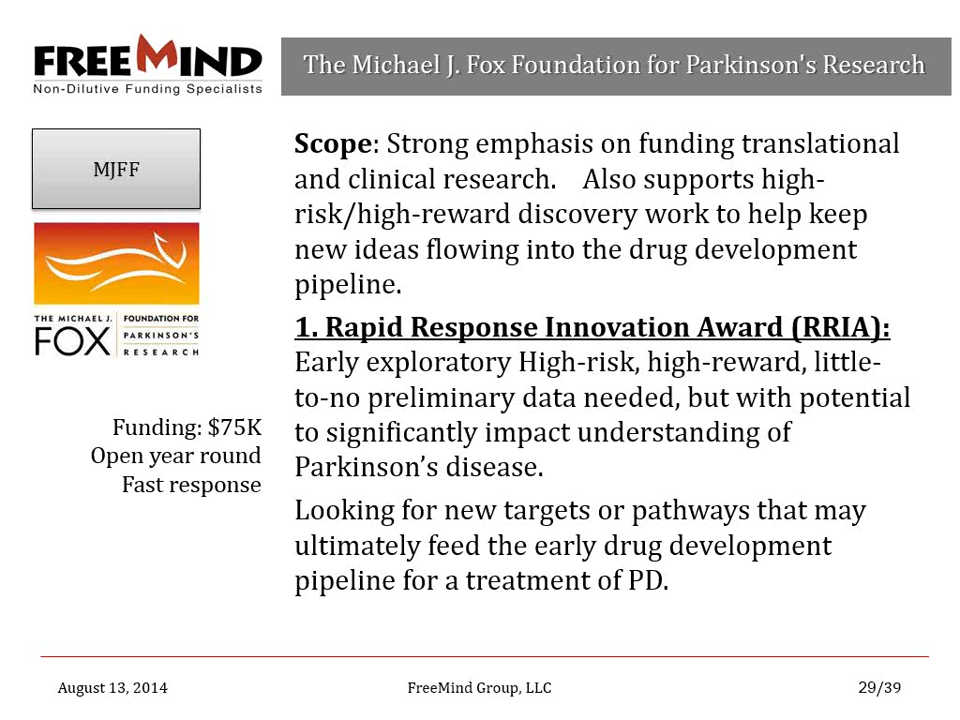 FREEMIND
Non-Dilutive Funding Specialists
The Michael J. Fox Foundation for Parkinson's Research
MJFF
THE MICHAEL J.
FOX
FOUNDATION FOR
PARKINSON'S
RESEARCH
Funding: $75K
Open year round
Fast response
Scope: Strong emphasis on funding translational
and clinical research. Also supports high-
risk/high-reward discovery work to help keep
new ideas flowing into the drug development
pipeline.
1. Rapid Response Innovation Award (RRIA):
Early exploratory High-risk, high-reward, little-
to-no preliminary data needed, but with potential
to significantly impact understanding of
Parkinson’s disease.
Looking for new targets or pathways that may
ultimately feed the early drug development
pipeline for a treatment of PD.
August 13, 2014
FreeMind Group, LLC
29/39